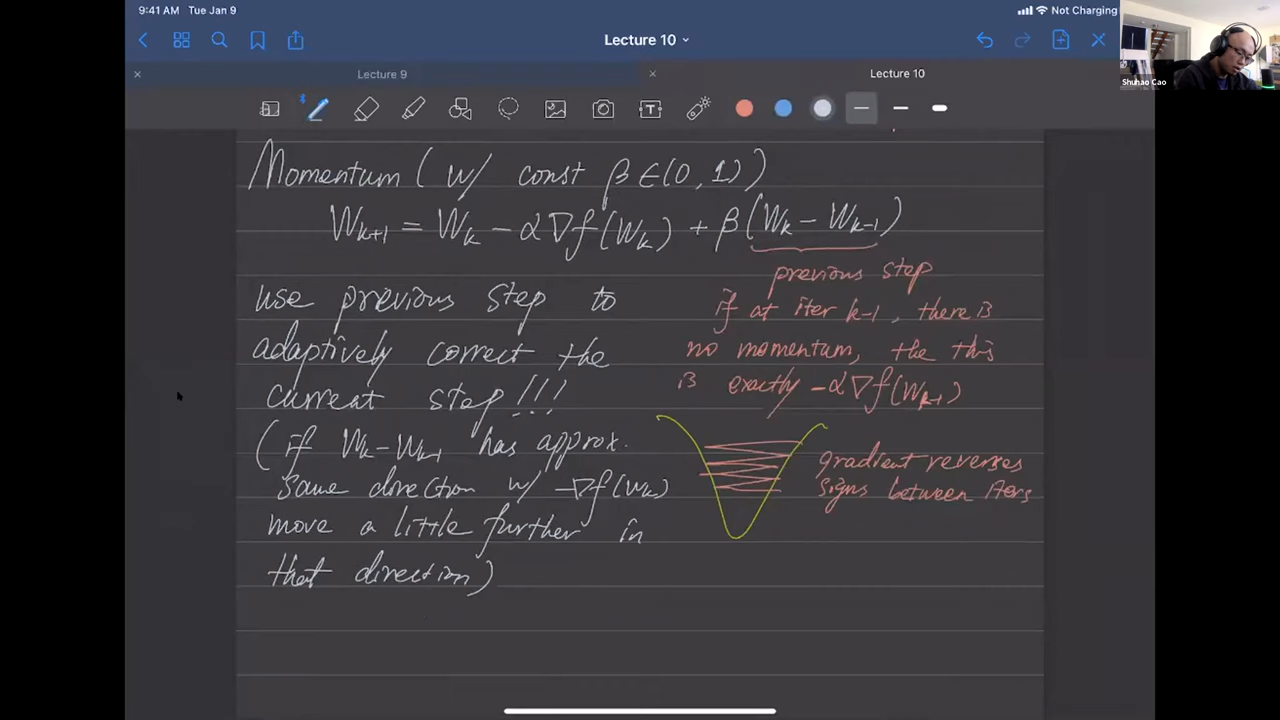 9:41 AM Tue Jan 9
Not Charging
Lecture 10
Lecture 9
Lecture 10
Shuhao Cao
Momentum ( w/ const β ∈ (0, 1) )
W_{k+1} = W_k − α ∇f(W_k) + β (W_k − W_{k-1})
previous step
if at iter k-1, there is
no momentum, the this
is exactly −α∇f(W_{k-1})
use previous step to
adaptively correct the
current step!!!
(if W_k − W_{k-1} has approx.
same direction w/ −∇f(W_k)
move a little further in
that direction)
gradient reverses
signs between iters